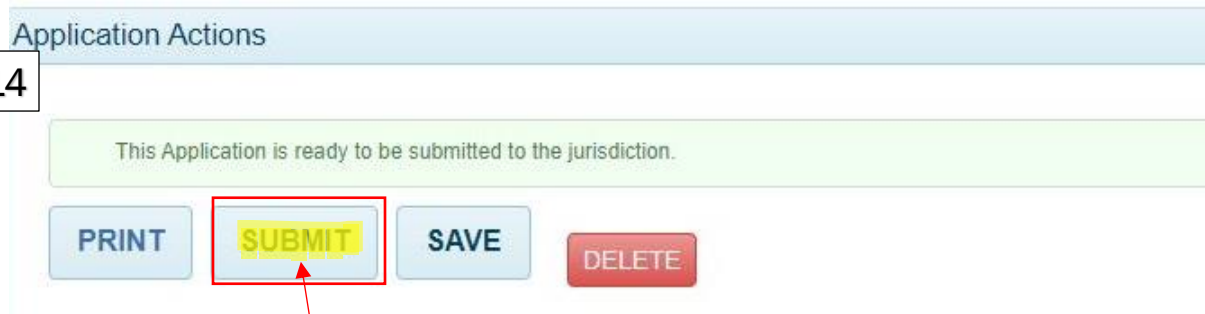 Application Actions
4
This Application is ready to be submitted to the jurisdiction.
PRINT SUBMIT SAVE DELETE